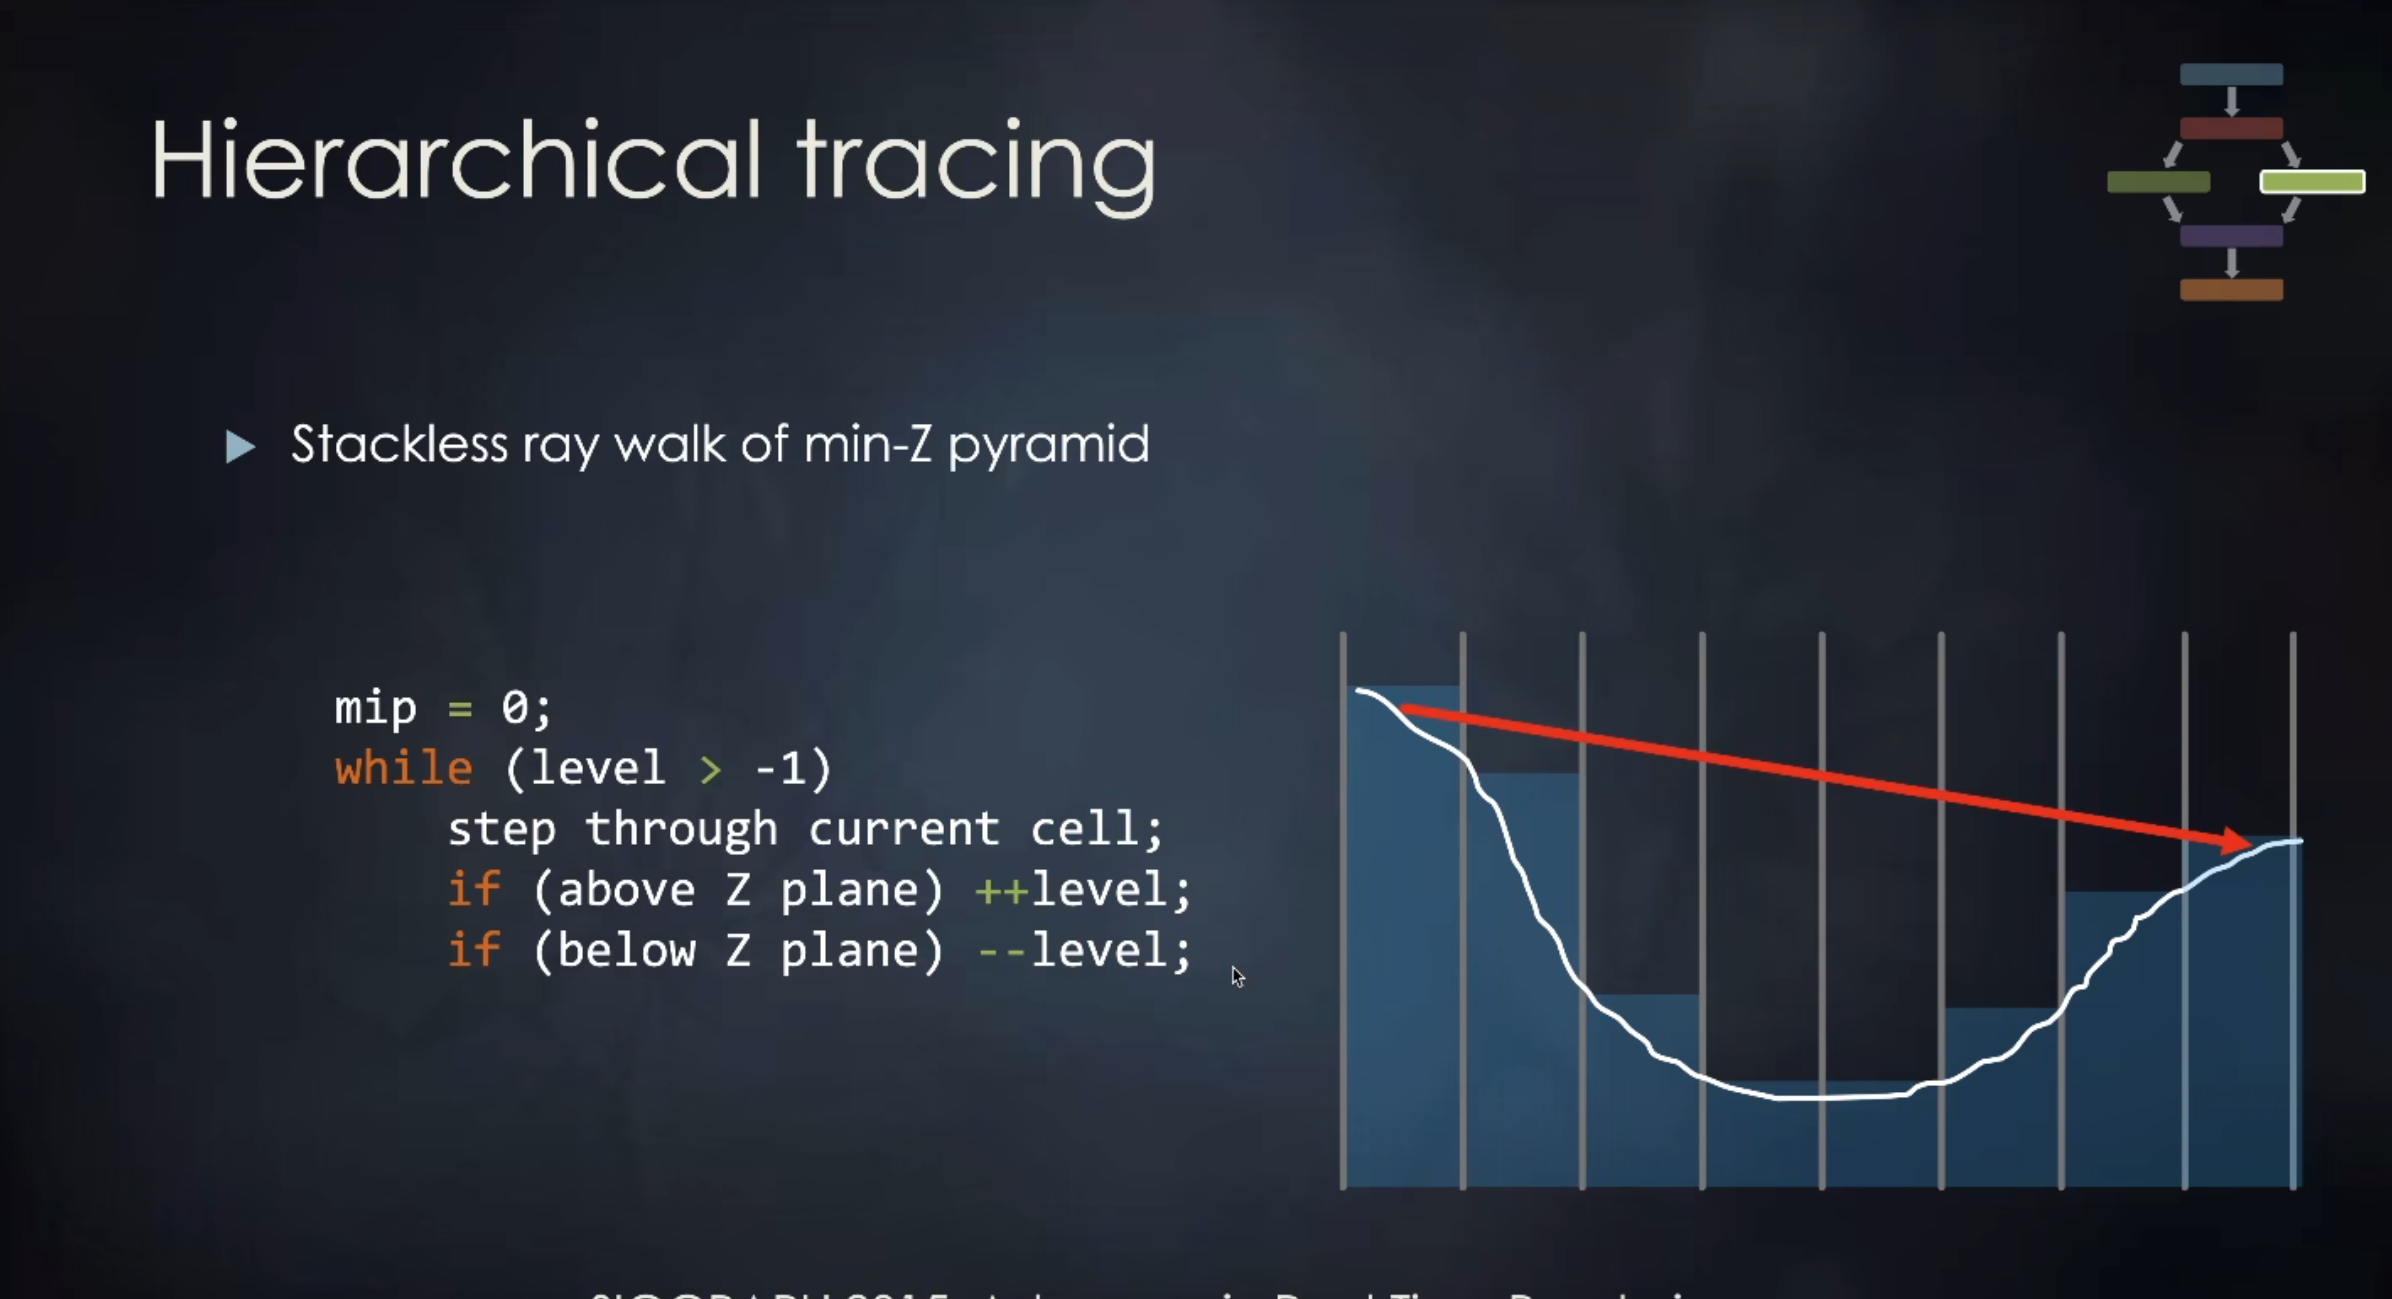 Hierarchical tracing
Stackless ray walk of min-Z pyramid
mip = 0;
while (level > -1)
step through current cell;
if (above Z plane) ++level;
if (below Z plane) --level;